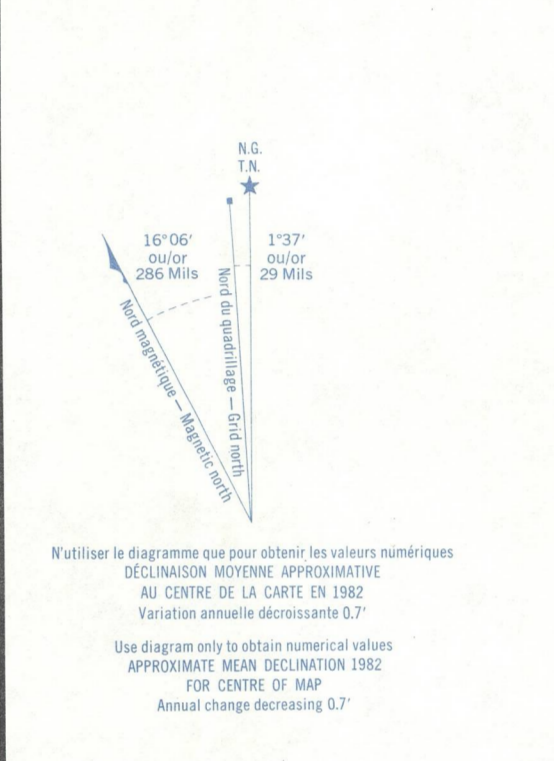 N.G.
T.N.
16°06′
ou/or
286 Mils
1°37′
ou/or
29 Mils
Nord magnétique — Magnetic north
Nord du quadrillage — Grid north
N'utiliser le diagramme que pour obtenir les valeurs numériques
DÉCLINAISON MOYENNE APPROXIMATIVE
AU CENTRE DE LA CARTE EN 1982
Variation annuelle décroissante 0.7′
Use diagram only to obtain numerical values
APPROXIMATE MEAN DECLINATION 1982
FOR CENTRE OF MAP
Annual change decreasing 0.7′